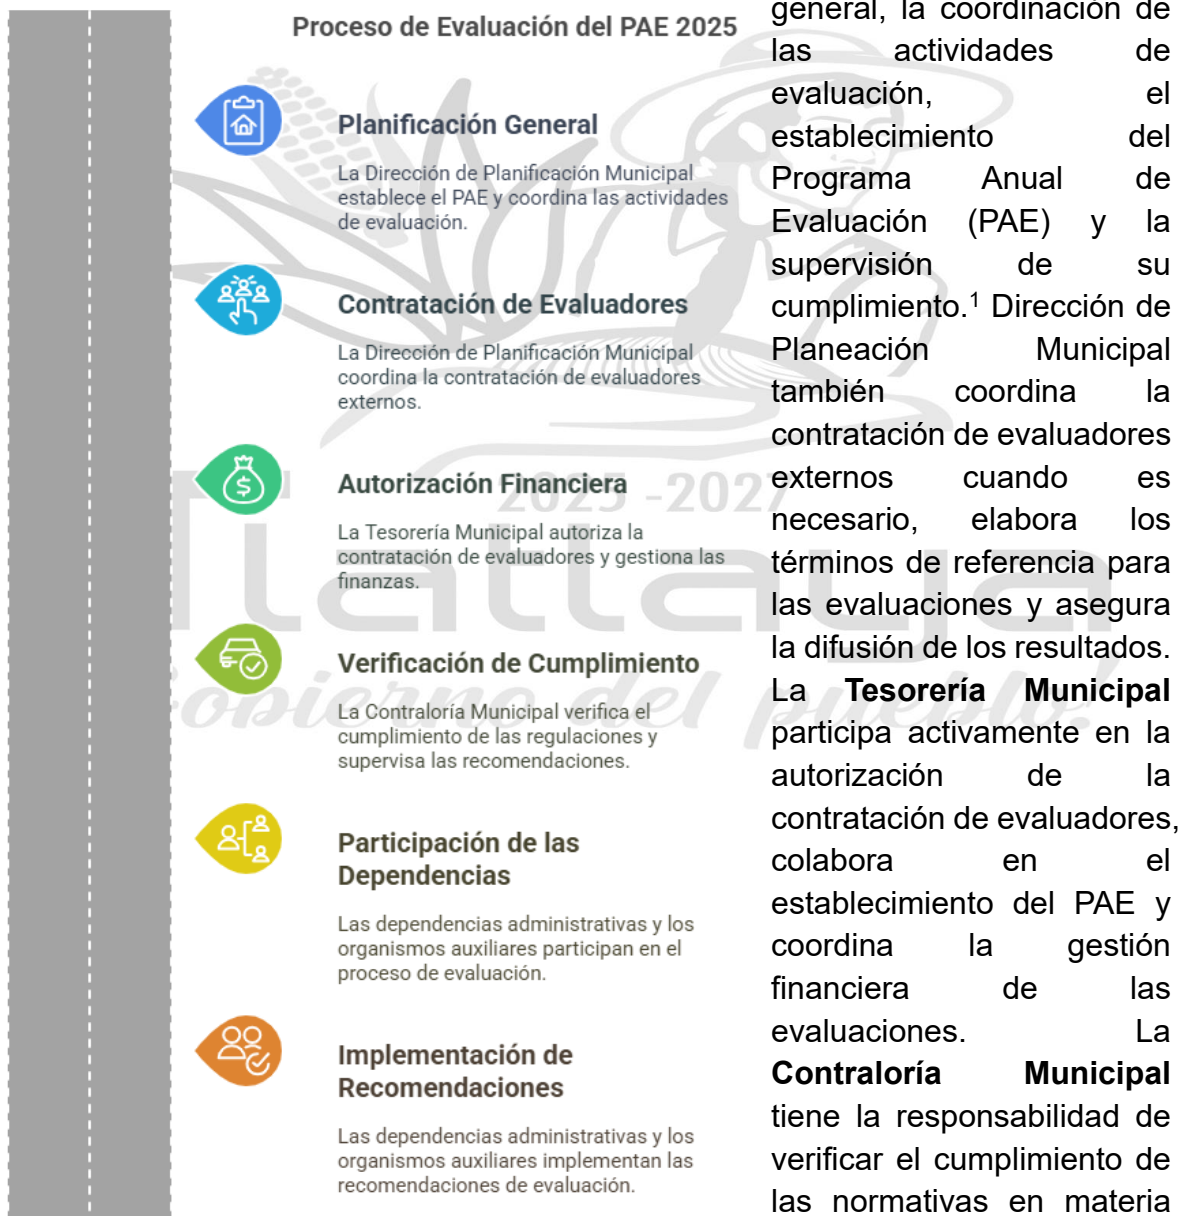 Proceso de Evaluación del PAE 2025
Planificación General
La Dirección de Planificación Municipal
establece el PAE y coordina las actividades
de evaluación.
Contratación de Evaluadores
La Dirección de Planificación Municipal
coordina la contratación de evaluadores
externos.
Autorización Financiera
La Tesorería Municipal autoriza la
contratación de evaluadores y gestiona las
finanzas.
Verificación de Cumplimiento
La Contraloría Municipal verifica el
cumplimiento de las regulaciones y
supervisa las recomendaciones.
Participación de las
Dependencias
Las dependencias administrativas y los
organismos auxiliares participan en el
proceso de evaluación.
Implementación de
Recomendaciones
Las dependencias administrativas y los
organismos auxiliares implementan las
recomendaciones de evaluación.
general, la coordinación de
las actividades de
evaluación, el
establecimiento del
Programa Anual de
Evaluación (PAE) y la
supervisión de su
cumplimiento.¹ Dirección de
Planeación Municipal
también coordina la
contratación de evaluadores
externos cuando es
necesario, elabora los
términos de referencia para
las evaluaciones y asegura
la difusión de los resultados.
La Tesorería Municipal
participa activamente en la
autorización de la
contratación de evaluadores,
colabora en el
establecimiento del PAE y
coordina la gestión
financiera de las
evaluaciones. La
Contraloría Municipal
tiene la responsabilidad de
verificar el cumplimiento de
las normativas en materia
2025 -2027
Tlatlaya
Gobierno del pueblo!